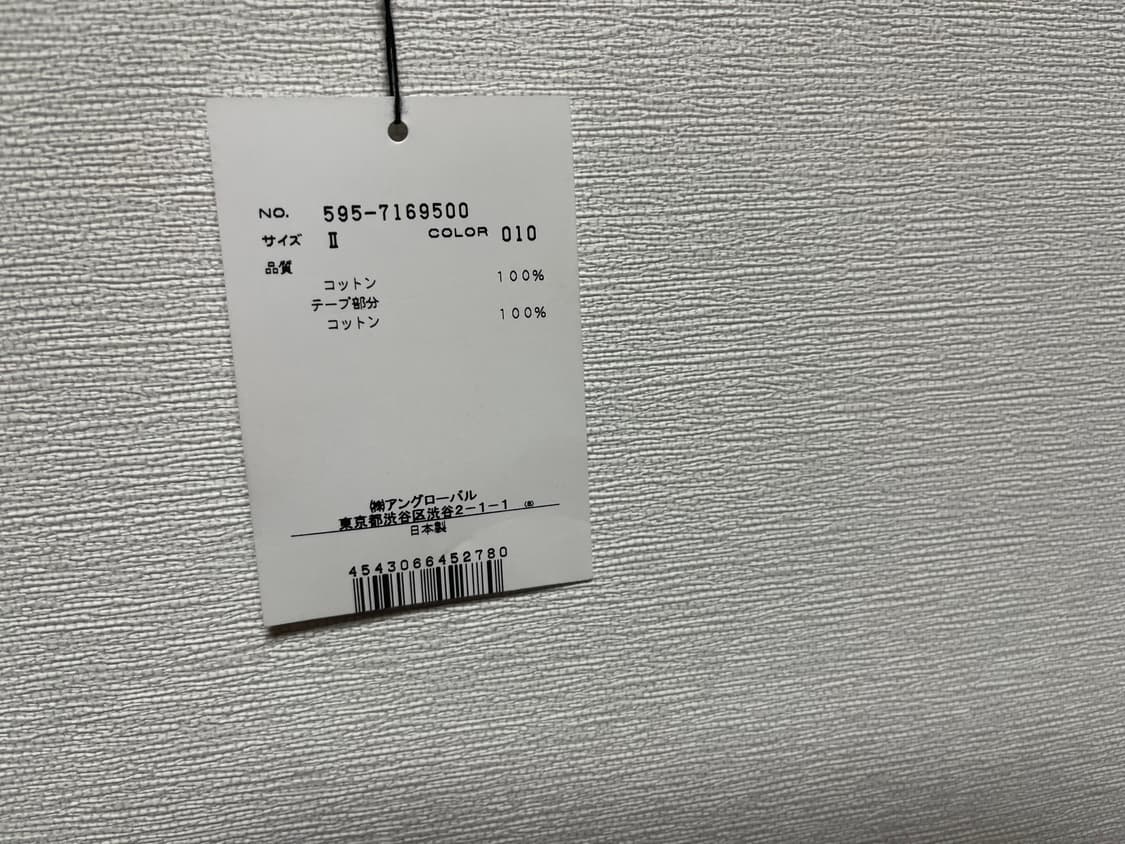 NO. 595-7169500
サイズ Ⅱ COLOR 010
品質
コットン 100%
テープ部分
コットン 100%
㈱アングローバル
東京都渋谷区渋谷2-1-1
日本製
4543066452780